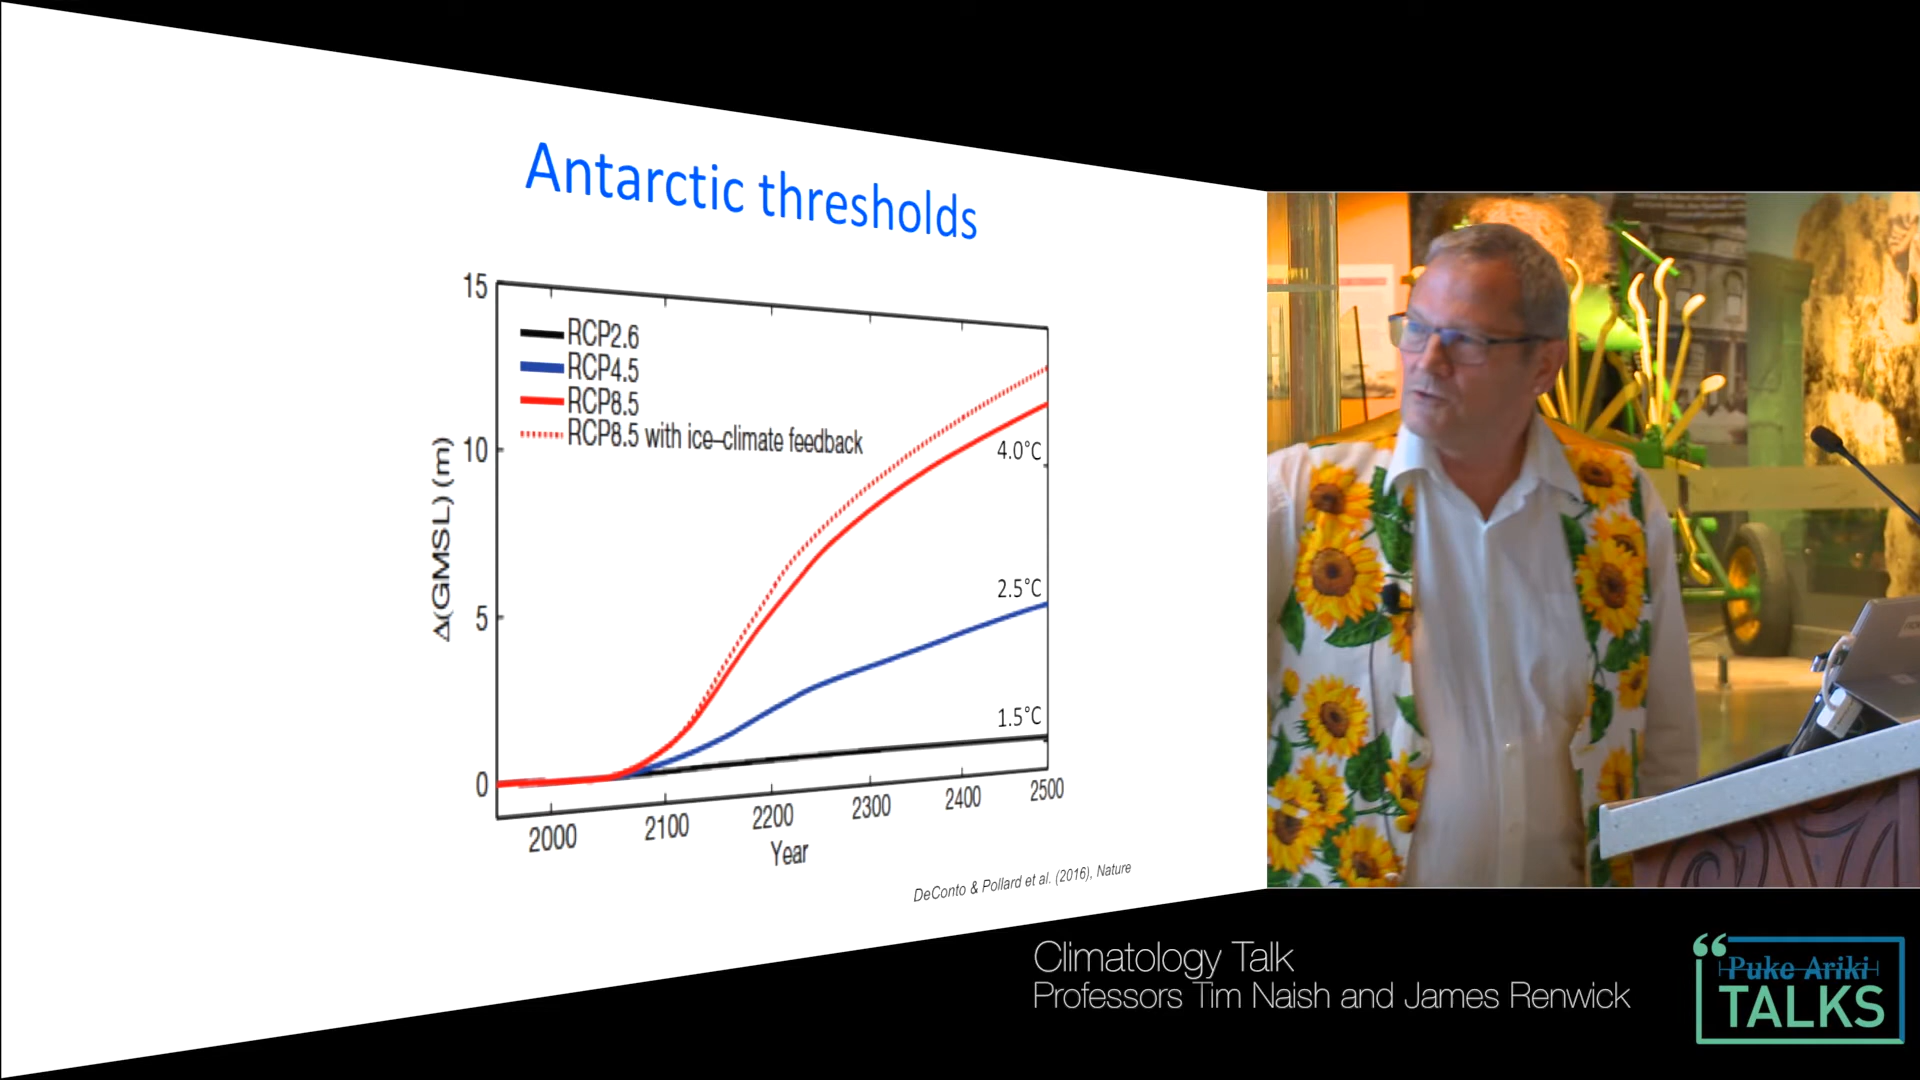 Antarctic thresholds
15
10
5
0
Δ(GMSL) (m)
RCP2.6
RCP4.5
RCP8.5
RCP8.5 with ice–climate feedback
4.0°C
2.5°C
1.5°C
2000 2100 2200 2300 2400 2500
Year
DeConto & Pollard et al. (2016), Nature
Climatology Talk
Professors Tim Naish and James Renwick
“ Puke Ariki
TALKS